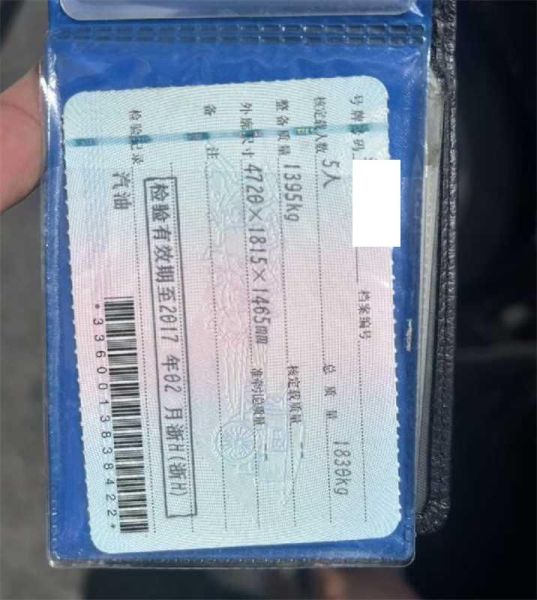 号牌号码 档案编号
核定载人数 5人 总质量 1830kg
整备质量 1395kg 核定载质量 --
外廓尺寸 4720×1815×1465mm 准牵引总质量 --
备注
检验有效期至2017年02月浙H(浙H)
检验记录 汽油
*3360013838422*